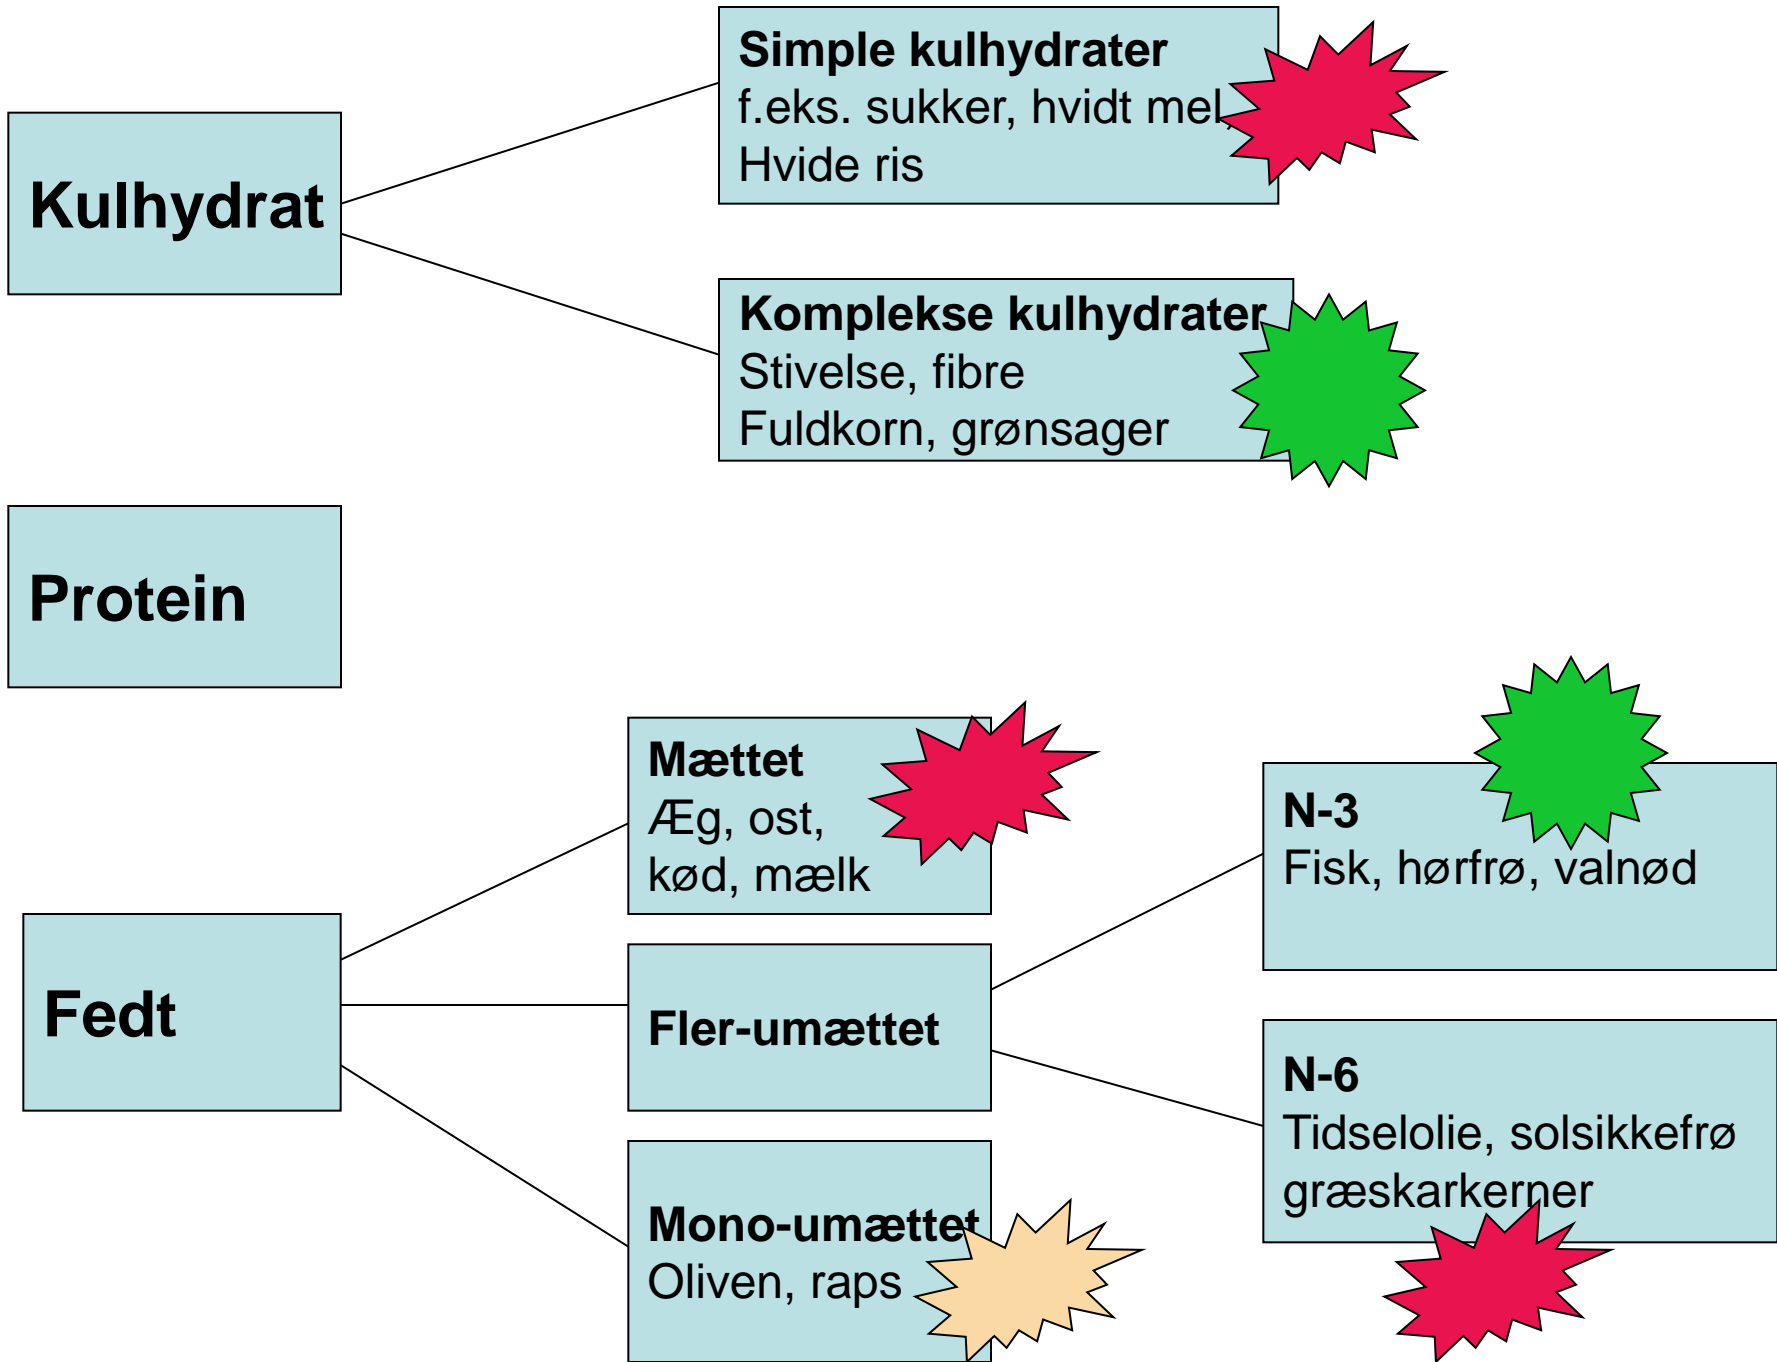 Simple kulhydrater
f.eks. sukker, hvidt mel,
Hvide ris
Kulhydrat
Komplekse kulhydrater
Stivelse, fibre
Fuldkorn, grønsager
Protein
Mættet
Æg, ost,
kød, mælk
N-3
Fisk, hørfrø, valnød
Fedt
Fler-umættet
N-6
Tidselolie, solsikkefrø
græskarkerner
Mono-umættet
Oliven, raps